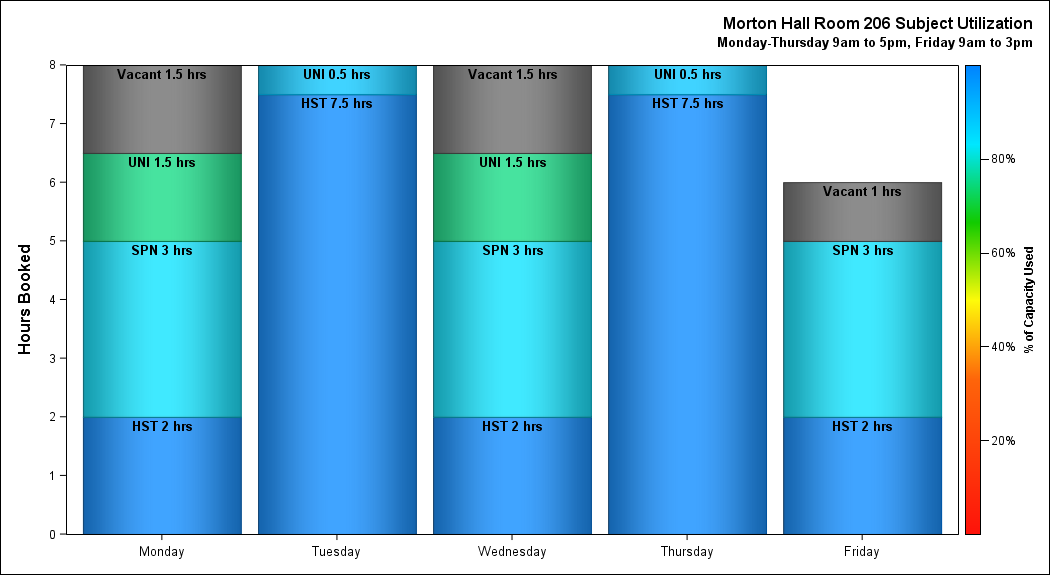 Morton Hall Room 206 Subject Utilization
Monday-Thursday 9am to 5pm, Friday 9am to 3pm
Hours Booked
8
7
6
5
4
3
2
1
0
Vacant 1.5 hrs
UNI 1.5 hrs
SPN 3 hrs
HST 2 hrs
UNI 0.5 hrs
HST 7.5 hrs
Vacant 1.5 hrs
UNI 1.5 hrs
SPN 3 hrs
HST 2 hrs
UNI 0.5 hrs
HST 7.5 hrs
Vacant 1 hrs
SPN 3 hrs
HST 2 hrs
Monday
Tuesday
Wednesday
Thursday
Friday
80%
60%
40%
20%
% of Capacity Used